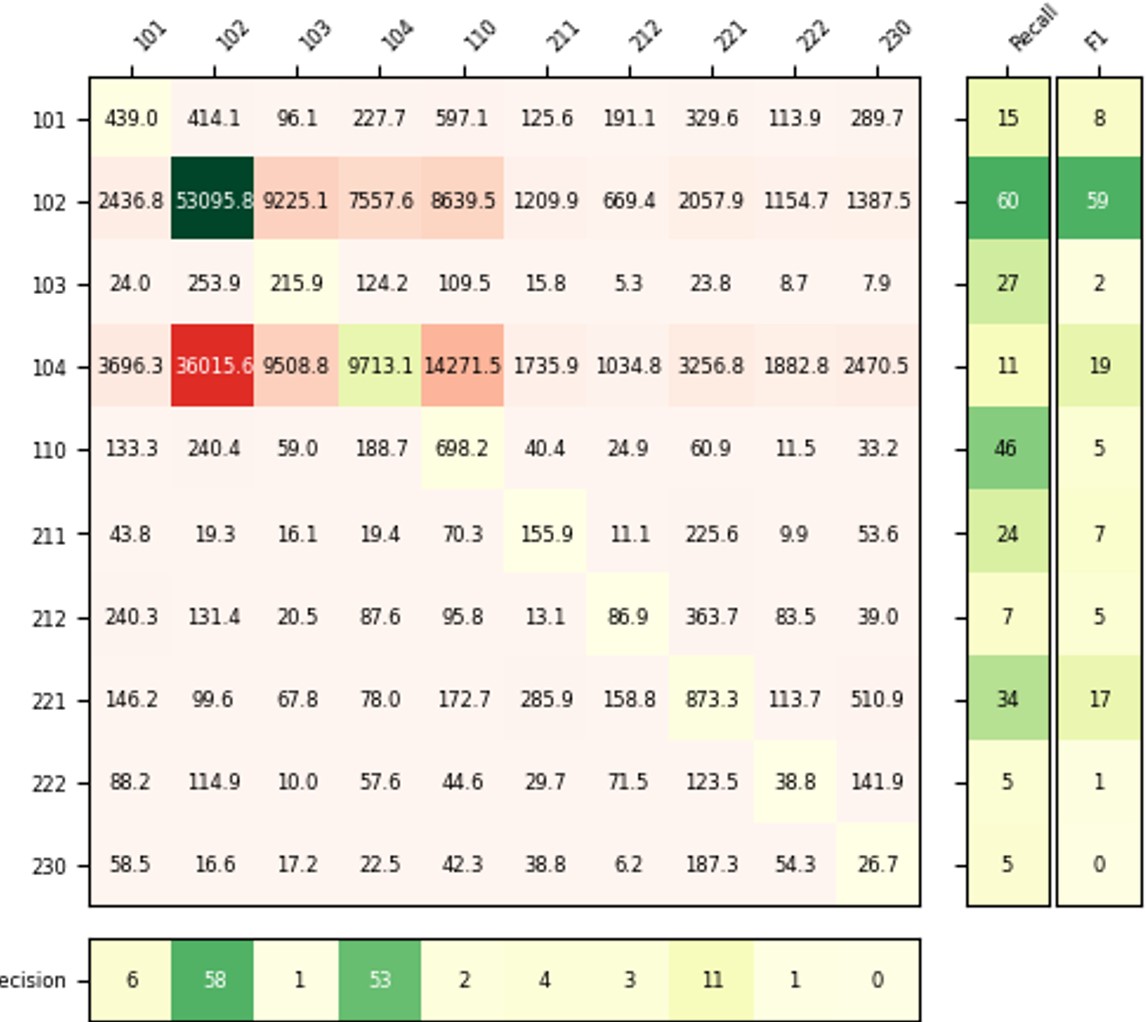 101 102 103 104 110 211 212 221 222 230 Recall F1
101 439.0 414.1 96.1 227.7 597.1 125.6 191.1 329.6 113.9 289.7 15 8
102 2436.8 53095.8 9225.1 7557.6 8639.5 1209.9 669.4 2057.9 1154.7 1387.5 60 59
103 24.0 253.9 215.9 124.2 109.5 15.8 5.3 23.8 8.7 7.9 27 2
104 3696.3 36015.6 9508.8 9713.1 14271.5 1735.9 1034.8 3256.8 1882.8 2470.5 11 19
110 133.3 240.4 59.0 188.7 698.2 40.4 24.9 60.9 11.5 33.2 46 5
211 43.8 19.3 16.1 19.4 70.3 155.9 11.1 225.6 9.9 53.6 24 7
212 240.3 131.4 20.5 87.6 95.8 13.1 86.9 363.7 83.5 39.0 7 5
221 146.2 99.6 67.8 78.0 172.7 285.9 158.8 873.3 113.7 510.9 34 17
222 88.2 114.9 10.0 57.6 44.6 29.7 71.5 123.5 38.8 141.9 5 1
230 58.5 16.6 17.2 22.5 42.3 38.8 6.2 187.3 54.3 26.7 5 0
ecision 6 58 1 53 2 4 3 11 1 0